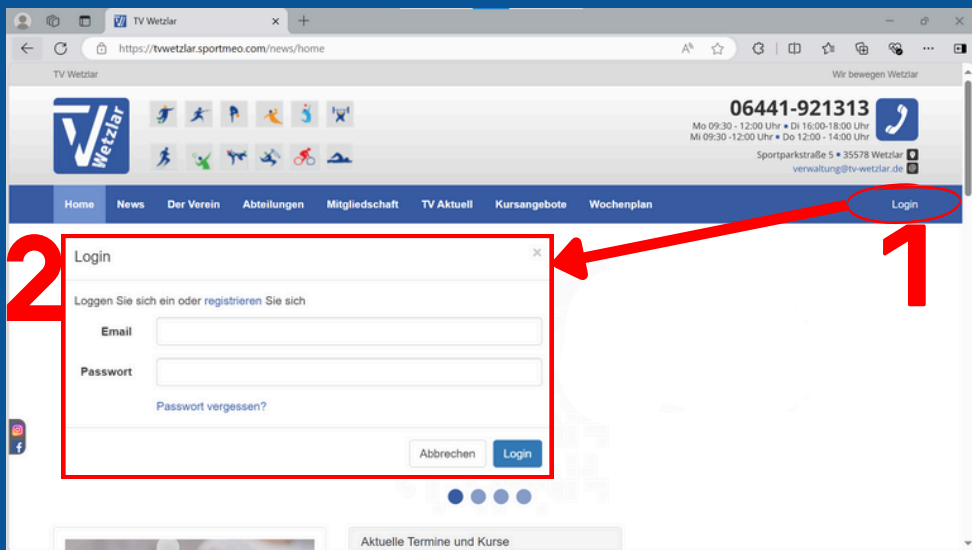 TV Wetzlar
https://tvwetzlar.sportmeo.com/news/home
TV Wetzlar
Wir bewegen Wetzlar
TV Wetzlar
06441-921313
Mo 09:30 - 12:00 Uhr • Di 16:00-18:00 Uhr
Mi 09:30 -12:00 Uhr • Do 12:00 - 14:00 Uhr
Sportparkstraße 5 • 35578 Wetzlar
verwaltung@tv-wetzlar.de
Home News Der Verein Abteilungen Mitgliedschaft TV Aktuell Kursangebote Wochenplan Login
2
1
Login
×
Loggen Sie sich ein oder registrieren Sie sich
Email
Passwort
Passwort vergessen?
Abbrechen Login
Aktuelle Termine und Kurse